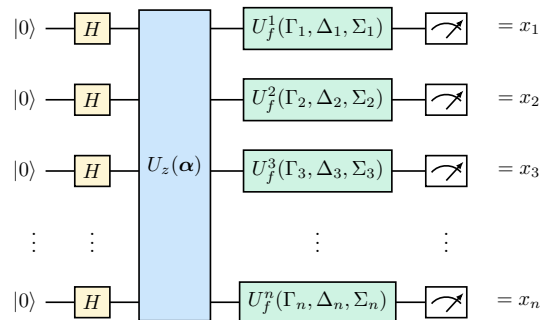 |0⟩ H U_f^1(Γ_1, Δ_1, Σ_1) = x_1
|0⟩ H U_f^2(Γ_2, Δ_2, Σ_2) = x_2
|0⟩ H U_z(α) U_f^3(Γ_3, Δ_3, Σ_3) = x_3
⋮ ⋮ ⋮ ⋮ ⋮
|0⟩ H U_f^n(Γ_n, Δ_n, Σ_n) = x_n